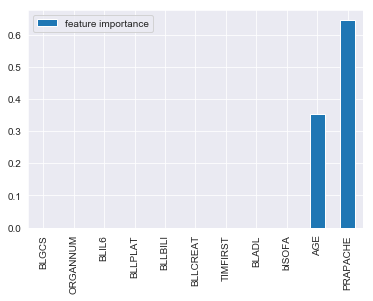 feature importance
0.6
0.5
0.4
0.3
0.2
0.1
0.0
BLGCS
ORGANNUM
BLIL6
BLLPLAT
BLLBILI
BLLCREAT
TIMFIRST
BLADL
blSOFA
AGE
PRAPACHE